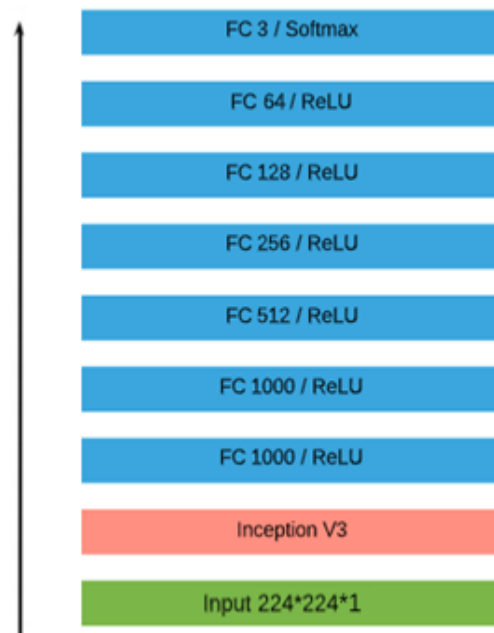 FC 3 / Softmax
FC 64 / ReLU
FC 128 / ReLU
FC 256 / ReLU
FC 512 / ReLU
FC 1000 / ReLU
FC 1000 / ReLU
Inception V3
Input 224*224*1